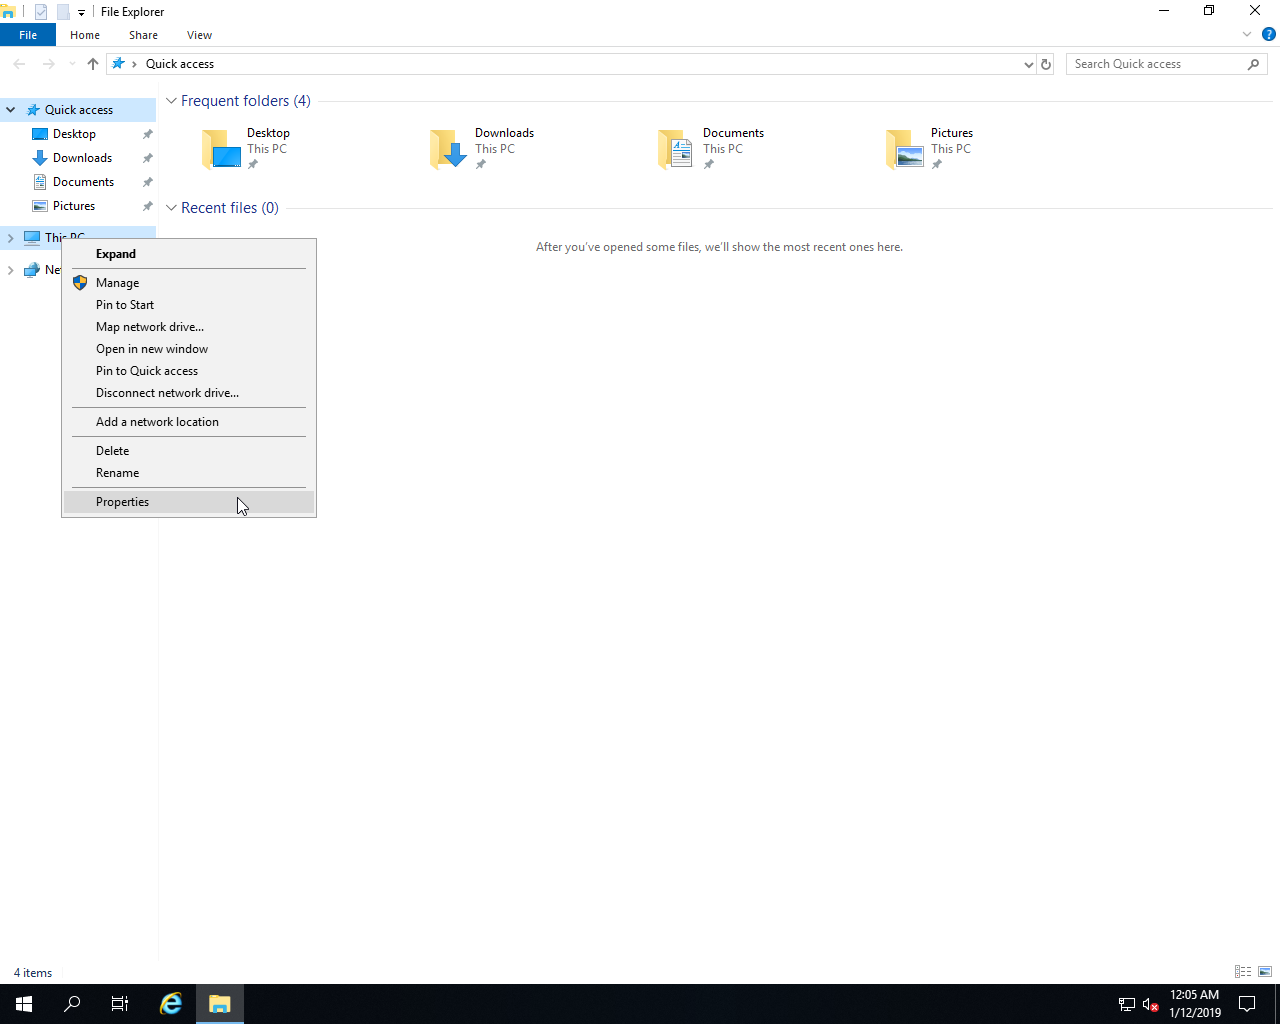 File Explorer
File Home Share View
Quick access
Search Quick access
Quick access
Desktop
Downloads
Documents
Pictures
This PC
Frequent folders (4)
Desktop
This PC
Downloads
This PC
Documents
This PC
Pictures
This PC
Recent files (0)
After you've opened some files, we'll show the most recent ones here.
Expand
Manage
Pin to Start
Map network drive...
Open in new window
Pin to Quick access
Disconnect network drive...
Add a network location
Delete
Rename
Properties
4 items
12:05 AM
1/12/2019